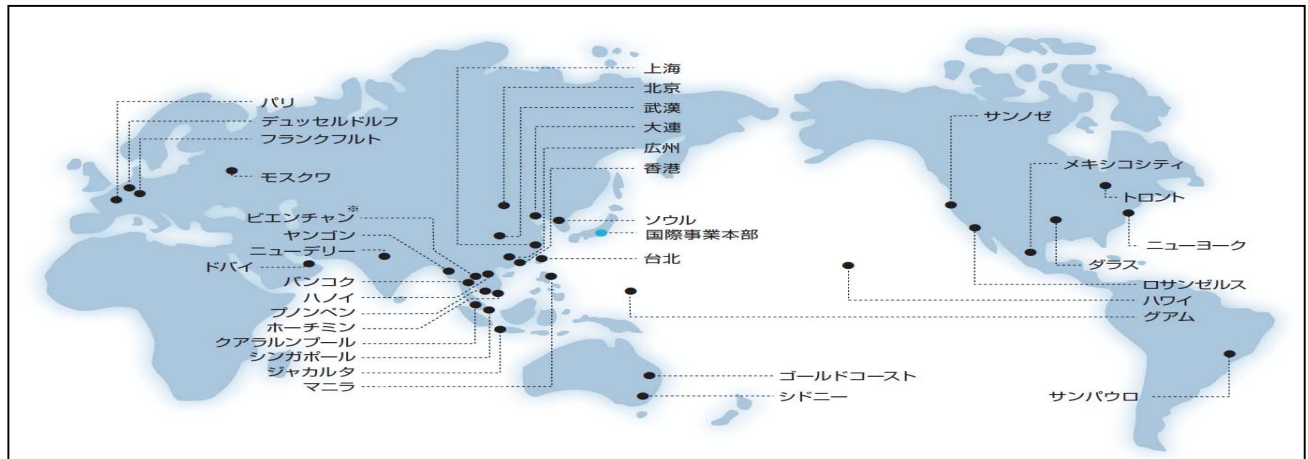 上海
北京
武漢
大連
広州
香港
パリ
デュッセルドルフ
フランクフルト
モスクワ
ビエンチャン※
ヤンゴン
ニューデリー
ドバイ
バンコク
ハノイ
プノンペン
ホーチミン
クアラルンプール
シンガポール
ジャカルタ
マニラ
ソウル
国際事業本部
台北
ゴールドコースト
シドニー
サンノゼ
メキシコシティ
トロント
ニューヨーク
ダラス
ロサンゼルス
ハワイ
グアム
サンパウロ